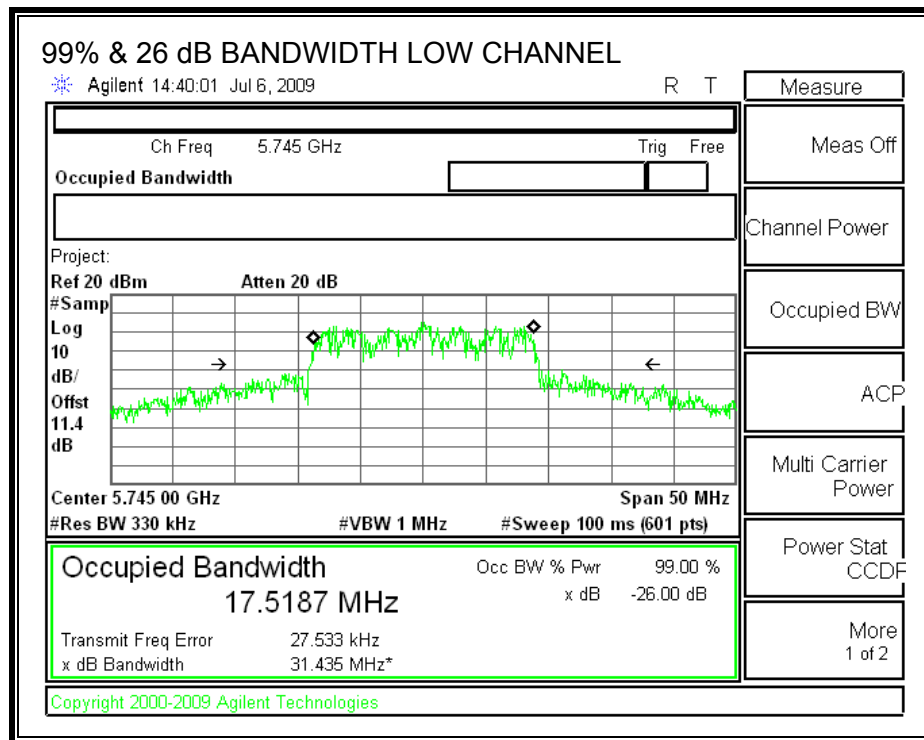 99% & 26 dB BANDWIDTH LOW CHANNEL
Agilent 14:40:01 Jul 6, 2009 R T
Measure
Ch Freq 5.745 GHz Trig Free
Meas Off
Occupied Bandwidth
Channel Power
Project:
Ref 20 dBm Atten 20 dB
#Samp
Log
10
dB/
Offst
11.4
dB
Occupied BW
ACP
Multi Carrier
Power
Center 5.745 00 GHz Span 50 MHz
#Res BW 330 kHz #VBW 1 MHz #Sweep 100 ms (601 pts)
Power Stat
CCDF
Occupied Bandwidth Occ BW % Pwr 99.00 %
17.5187 MHz x dB -26.00 dB
Transmit Freq Error 27.533 kHz
x dB Bandwidth 31.435 MHz*
More
1 of 2
Copyright 2000-2009 Agilent Technologies